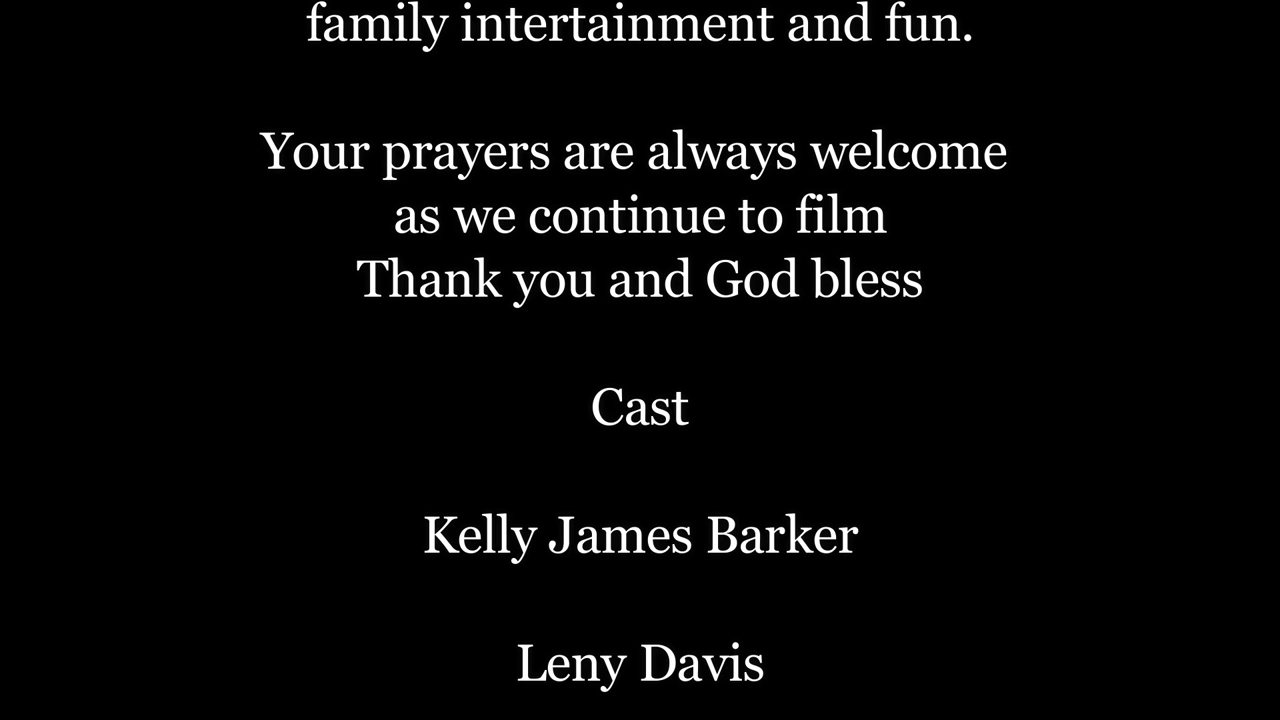 family intertainment and fun.
Your prayers are always welcome
as we continue to film
Thank you and God bless
Cast
Kelly James Barker
Leny Davis